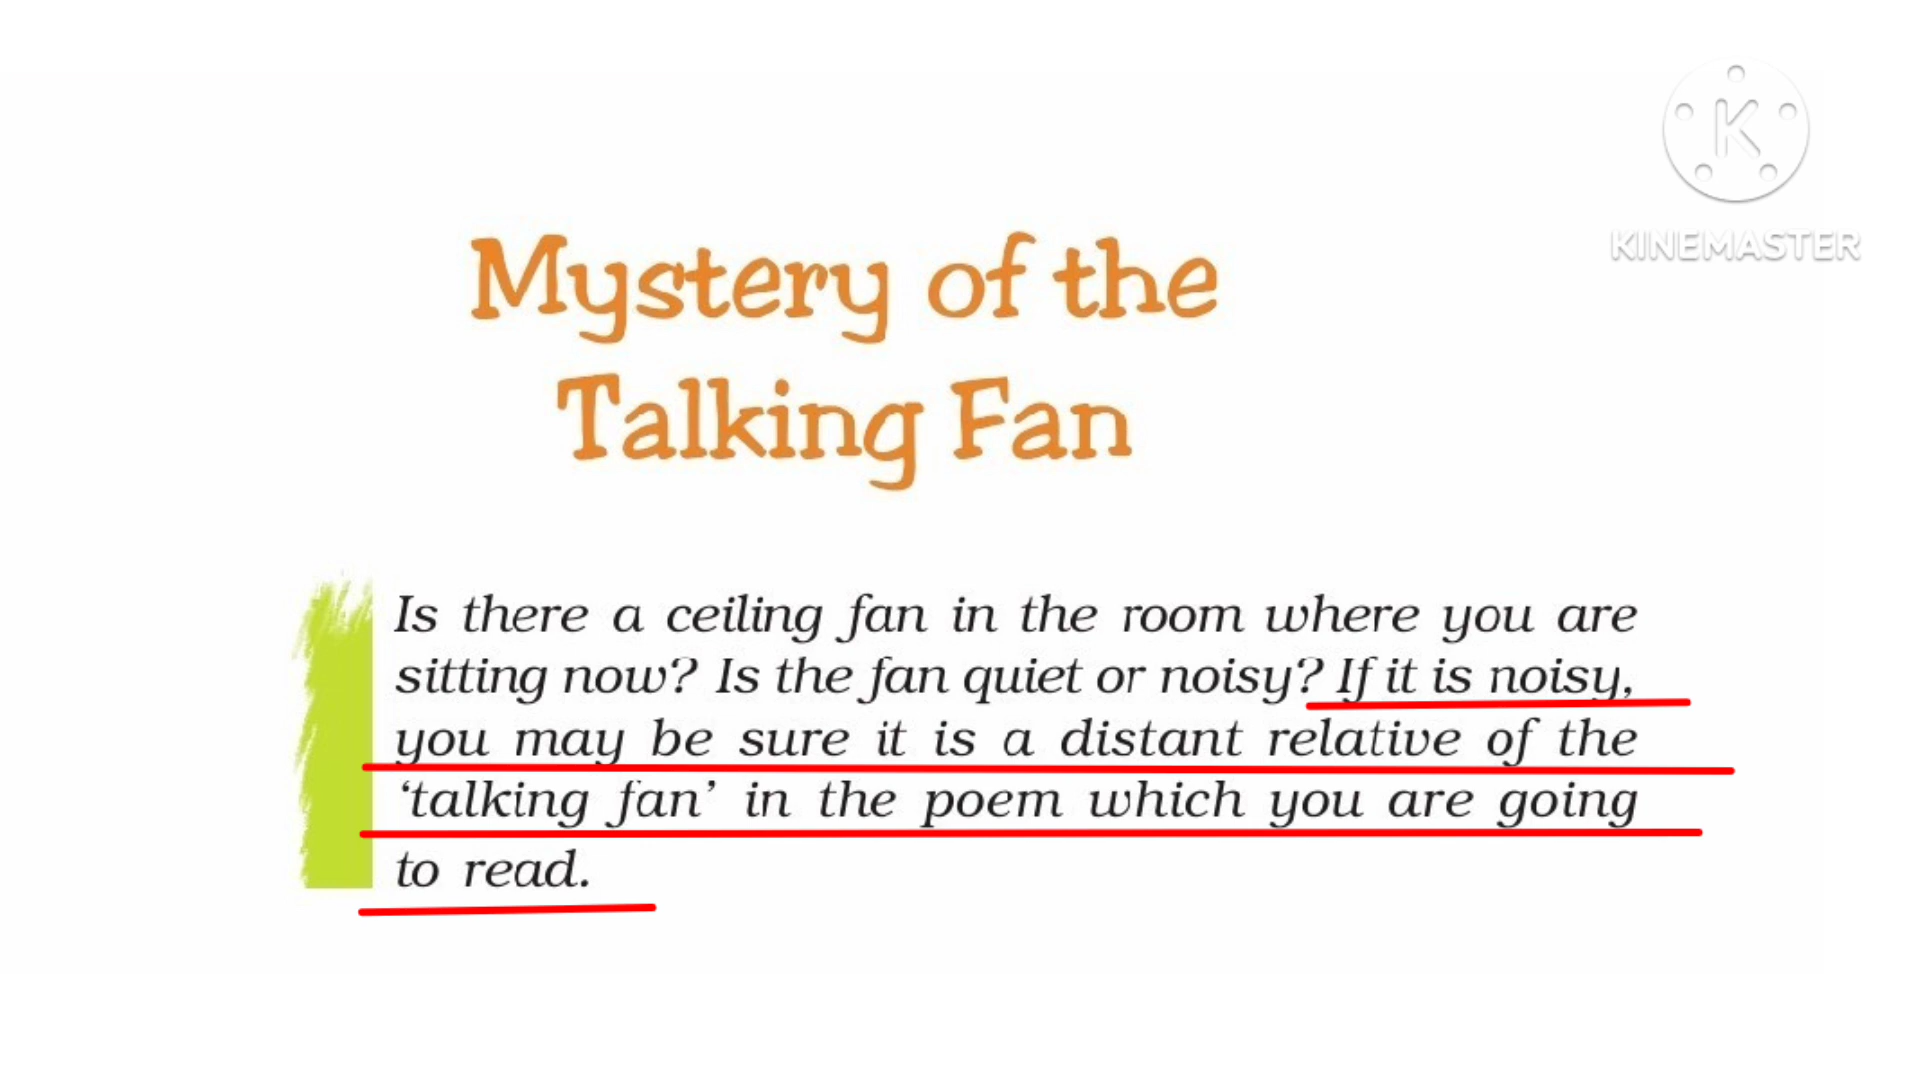 K
KINEMASTER
Mystery of the
Talking Fan
Is there a ceiling fan in the room where you are
sitting now? Is the fan quiet or noisy? If it is noisy,
you may be sure it is a distant relative of the
‘talking fan’ in the poem which you are going
to read.